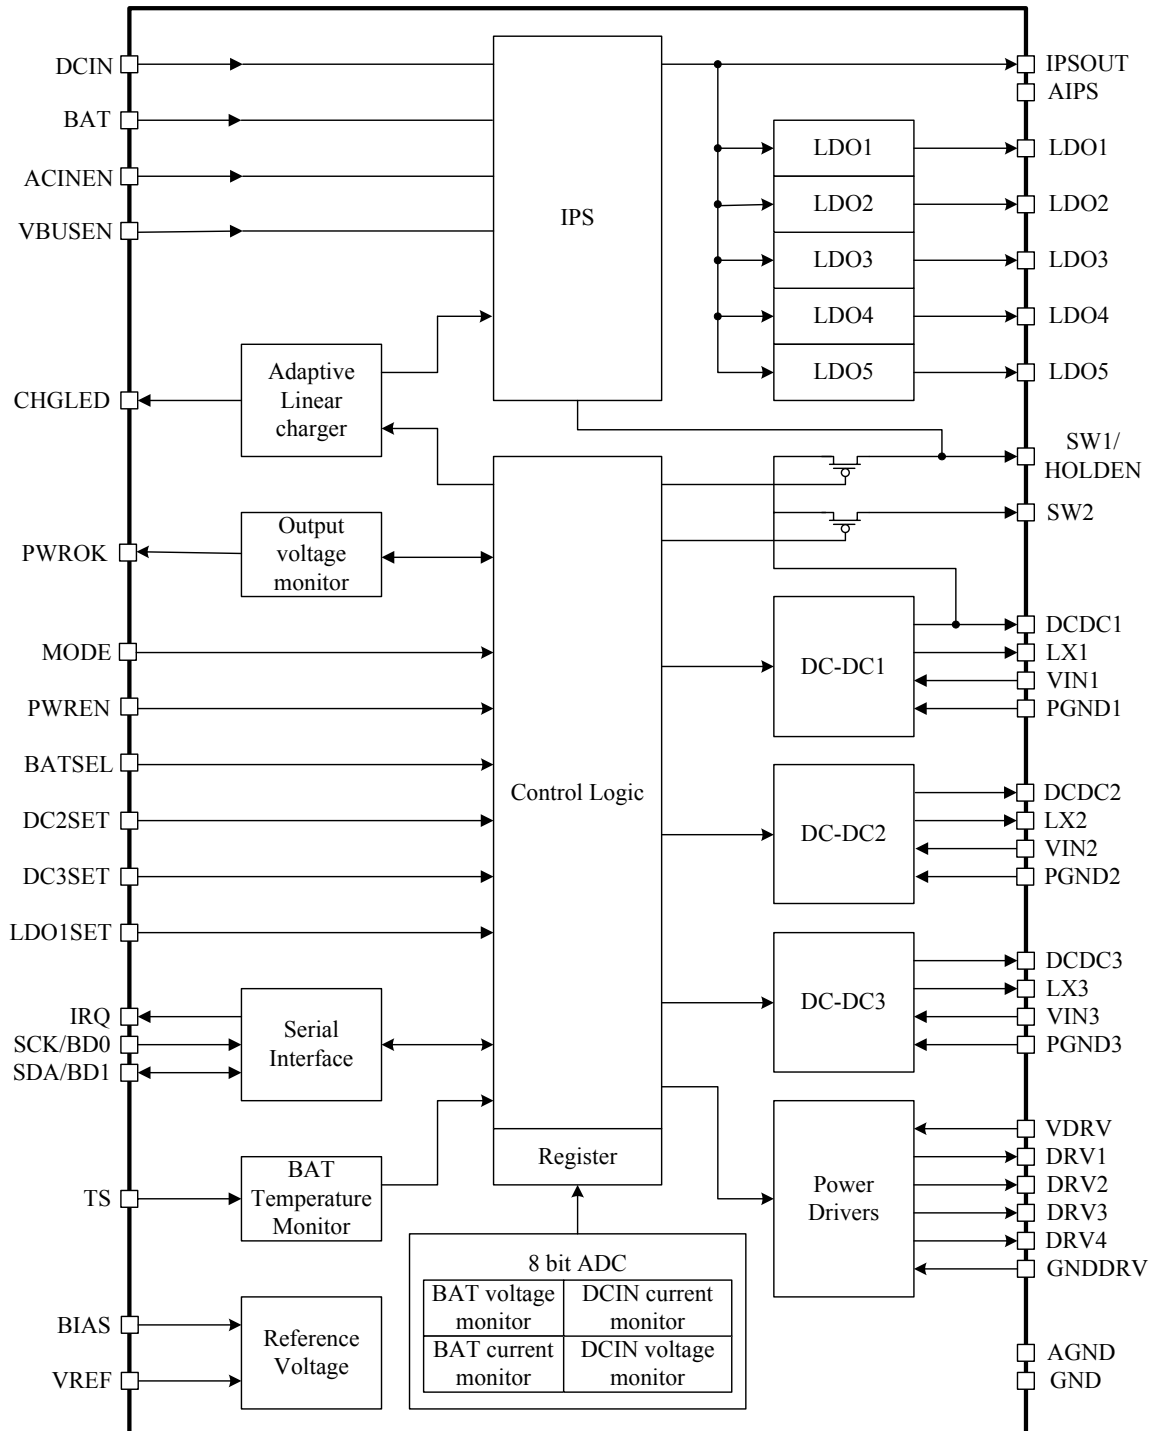 DCIN
BAT
ACINEN
VBUSEN
CHGLED
PWROK
MODE
PWREN
BATSEL
DC2SET
DC3SET
LDO1SET
IRQ
SCK/BD0
SDA/BD1
TS
BIAS
VREF
Adaptive
Linear
charger
Output
voltage
monitor
Serial
Interface
BAT
Temperature
Monitor
Reference
Voltage
IPS
Control Logic
Register
8 bit ADC
BAT voltage
monitor
DCIN current
monitor
BAT current
monitor
DCIN voltage
monitor
LDO1
LDO2
LDO3
LDO4
LDO5
DC-DC1
DC-DC2
DC-DC3
Power
Drivers
IPSOUT
AIPS
LDO1
LDO2
LDO3
LDO4
LDO5
SW1/
HOLDEN
SW2
DCDC1
LX1
VIN1
PGND1
DCDC2
LX2
VIN2
PGND2
DCDC3
LX3
VIN3
PGND3
VDRV
DRV1
DRV2
DRV3
DRV4
GNDDRV
AGND
GND